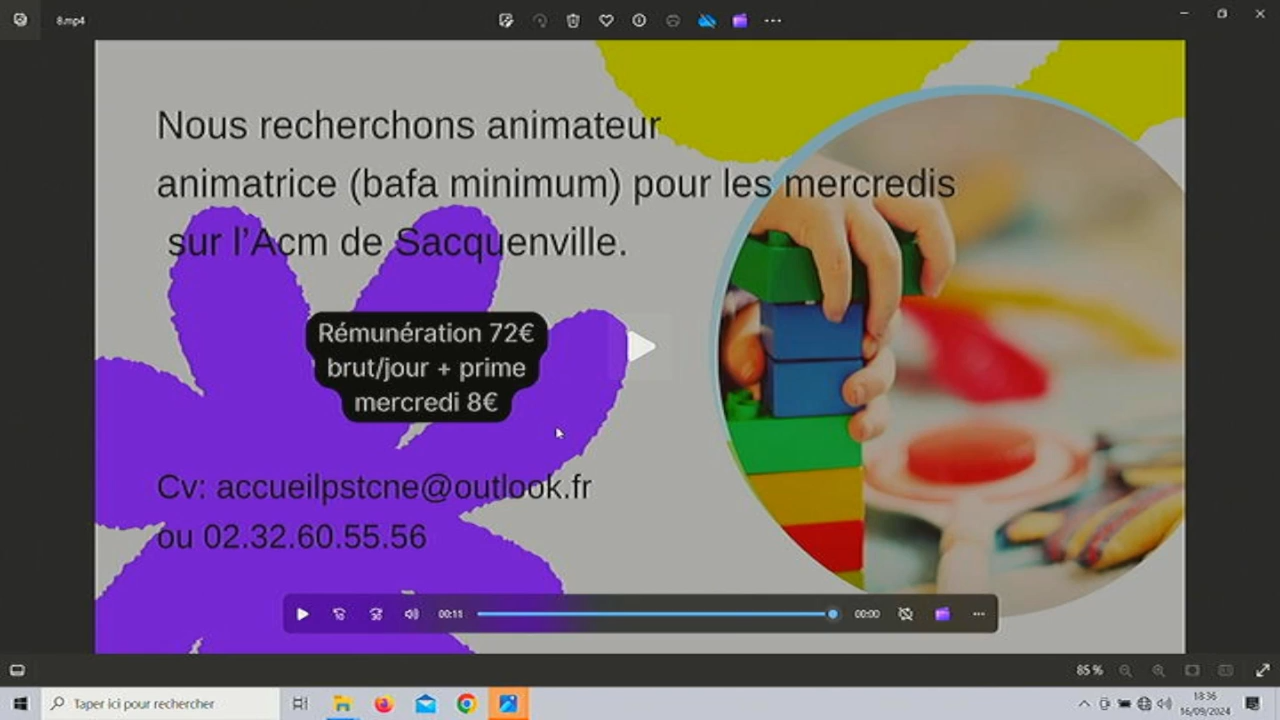 8.mp4
Nous recherchons animateur
animatrice (bafa minimum) pour les mercredis
sur l'Acm de Sacquenville.
Rémunération 72€
brut/jour + prime
mercredi 8€
Cv: accueilpstcne@outlook.fr
ou 02.32.60.55.56
00:11
00:00
85 %
Taper ici pour rechercher
18:36
16/09/2024